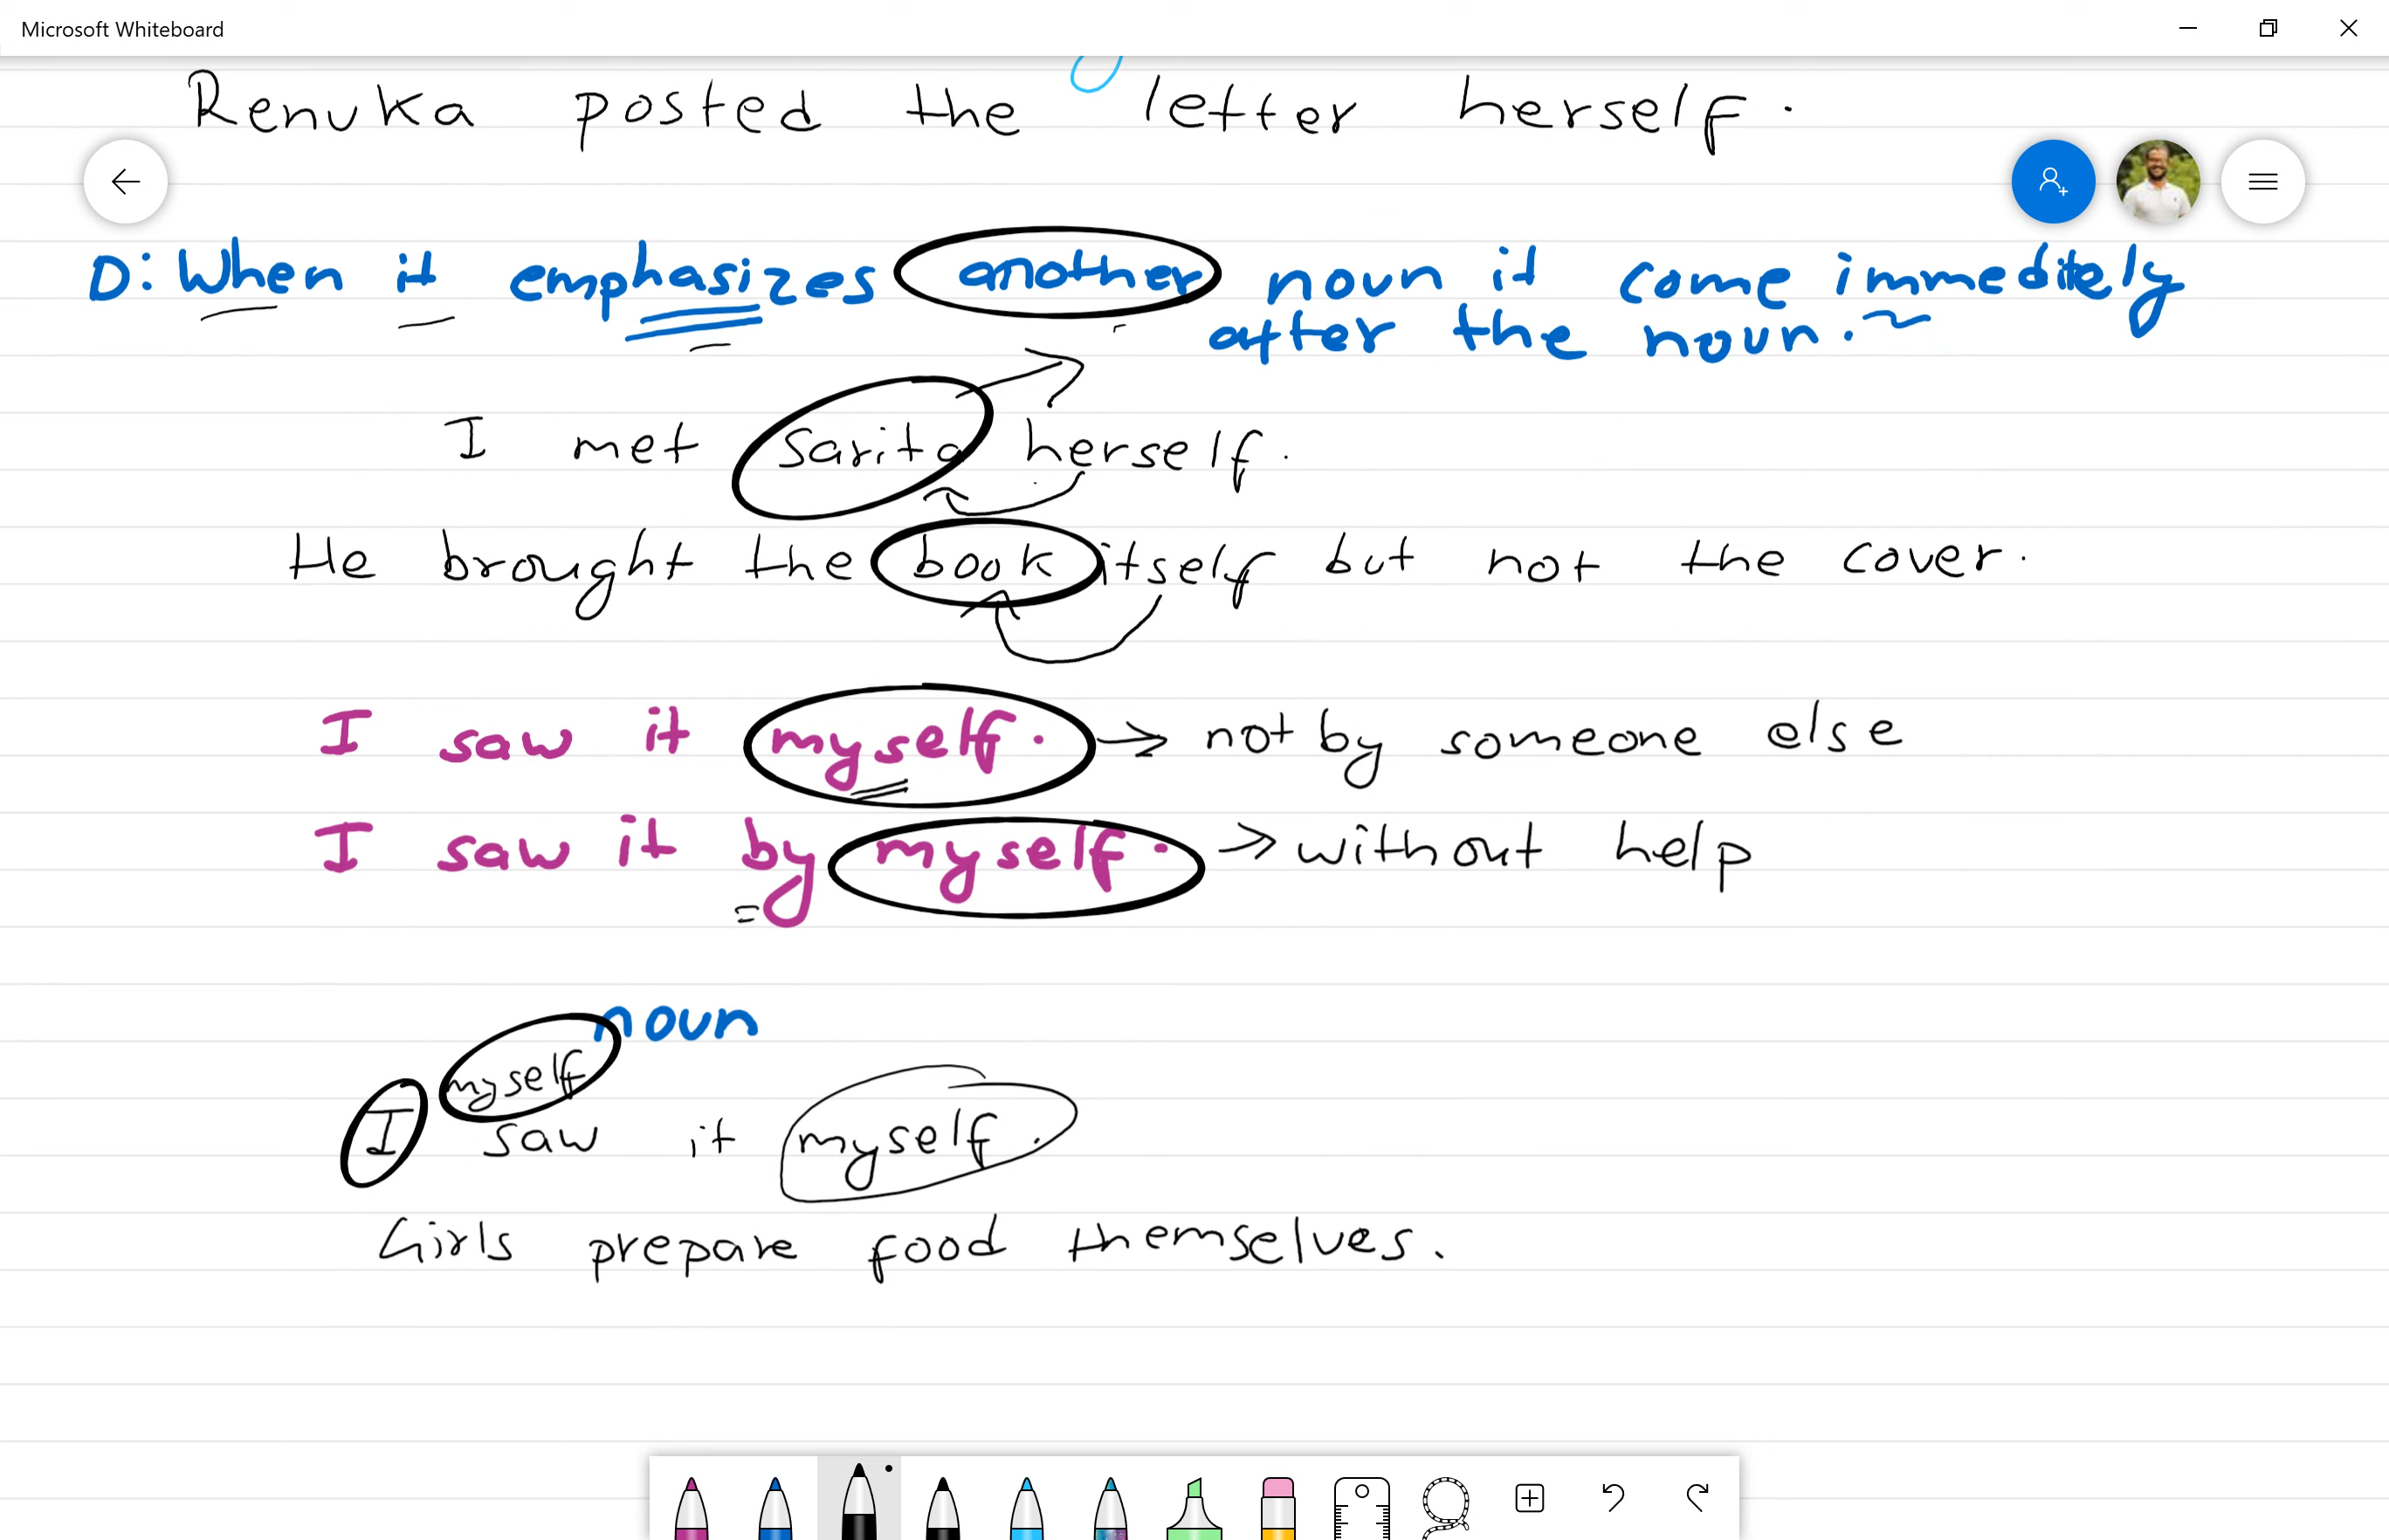 Microsoft Whiteboard
Renuka posted the letter herself.
D: When it emphasizes another noun it come immeditely
after the noun.
I met Sarita herself.
He brought the book itself but not the cover.
I saw it myself. → not by someone else
I saw it by myself. → without help
noun
myself
I saw it myself.
Girls prepare food themselves.